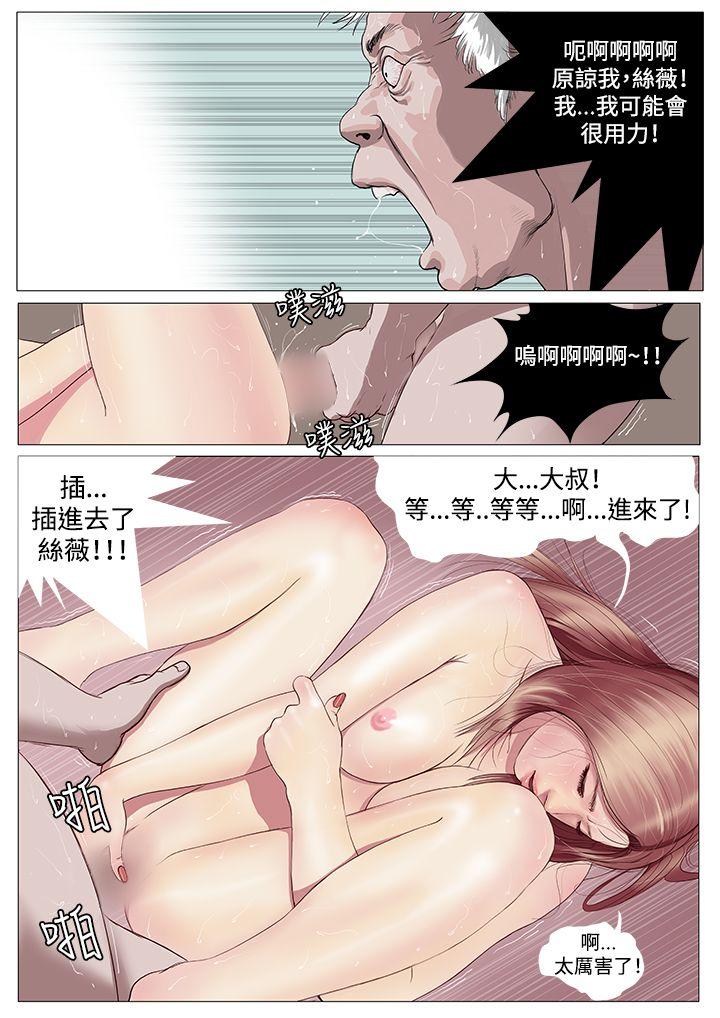 呃啊啊啊啊
原諒我，絲薇！
我...我可能會
很用力！
噗滋
嗚啊啊啊啊~！！
噗滋
插...
插進去了
絲薇！！！
大...大叔！
等...等..等等...啊...進來了！
啪
啪
啊...
太厲害了！